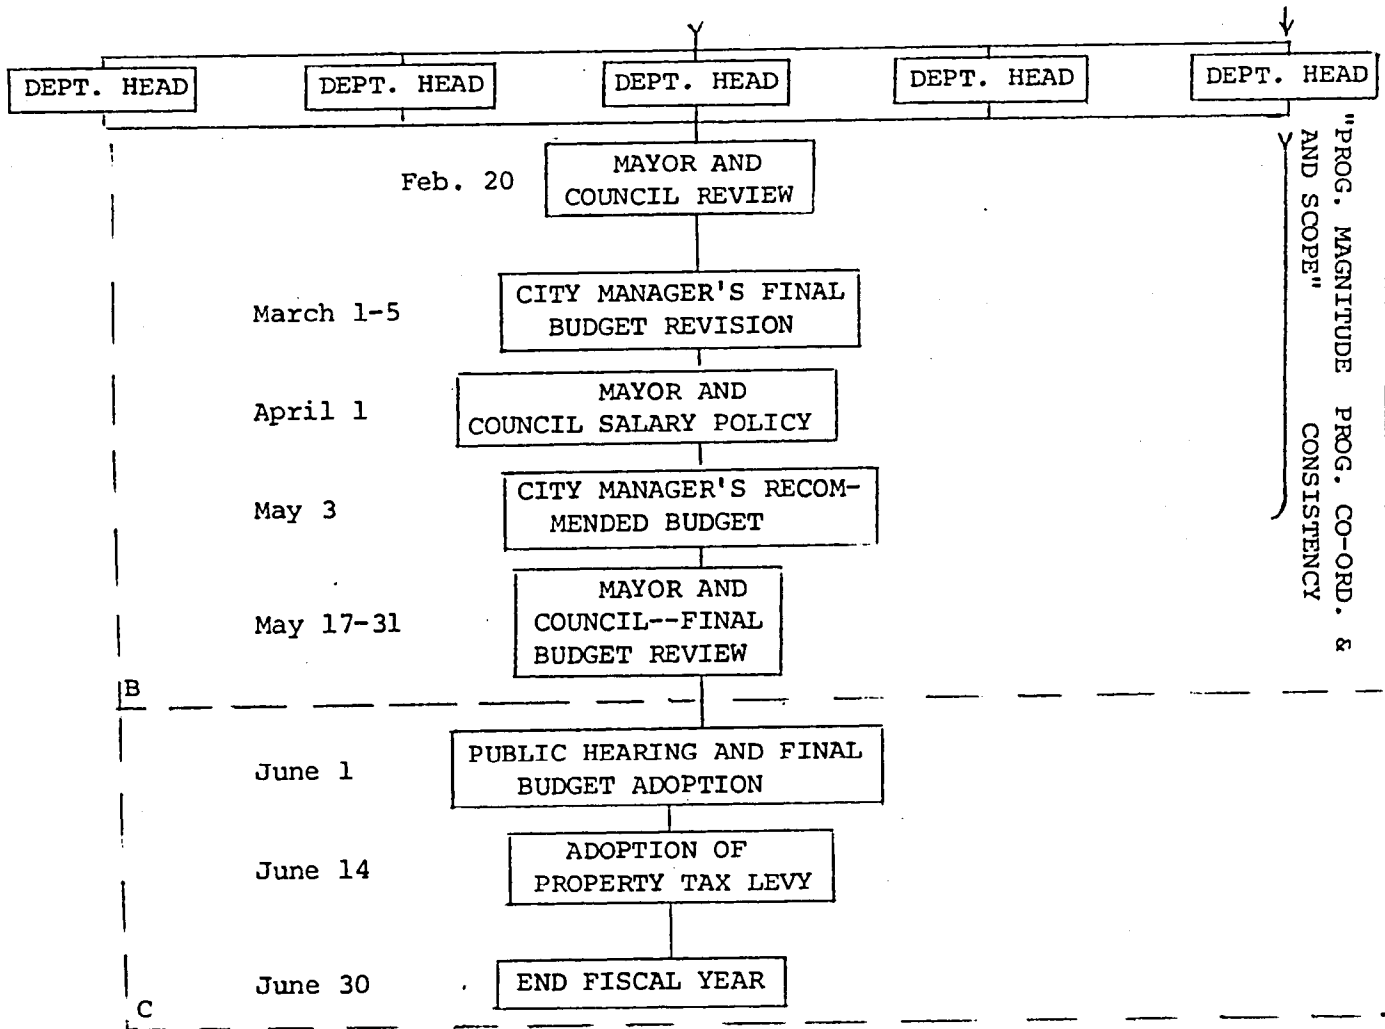 DEPT. HEAD
DEPT. HEAD
DEPT. HEAD
DEPT. HEAD
DEPT. HEAD
Feb. 20
MAYOR AND
COUNCIL REVIEW
March 1-5
CITY MANAGER'S FINAL
BUDGET REVISION
April 1
MAYOR AND
COUNCIL SALARY POLICY
May 3
CITY MANAGER'S RECOM-
MENDED BUDGET
May 17-31
MAYOR AND
COUNCIL--FINAL
BUDGET REVIEW
"PROG. MAGNITUDE
AND SCOPE"
PROG. CO-ORD. &
CONSISTENCY
B
June 1
PUBLIC HEARING AND FINAL
BUDGET ADOPTION
June 14
ADOPTION OF
PROPERTY TAX LEVY
June 30
END FISCAL YEAR
C